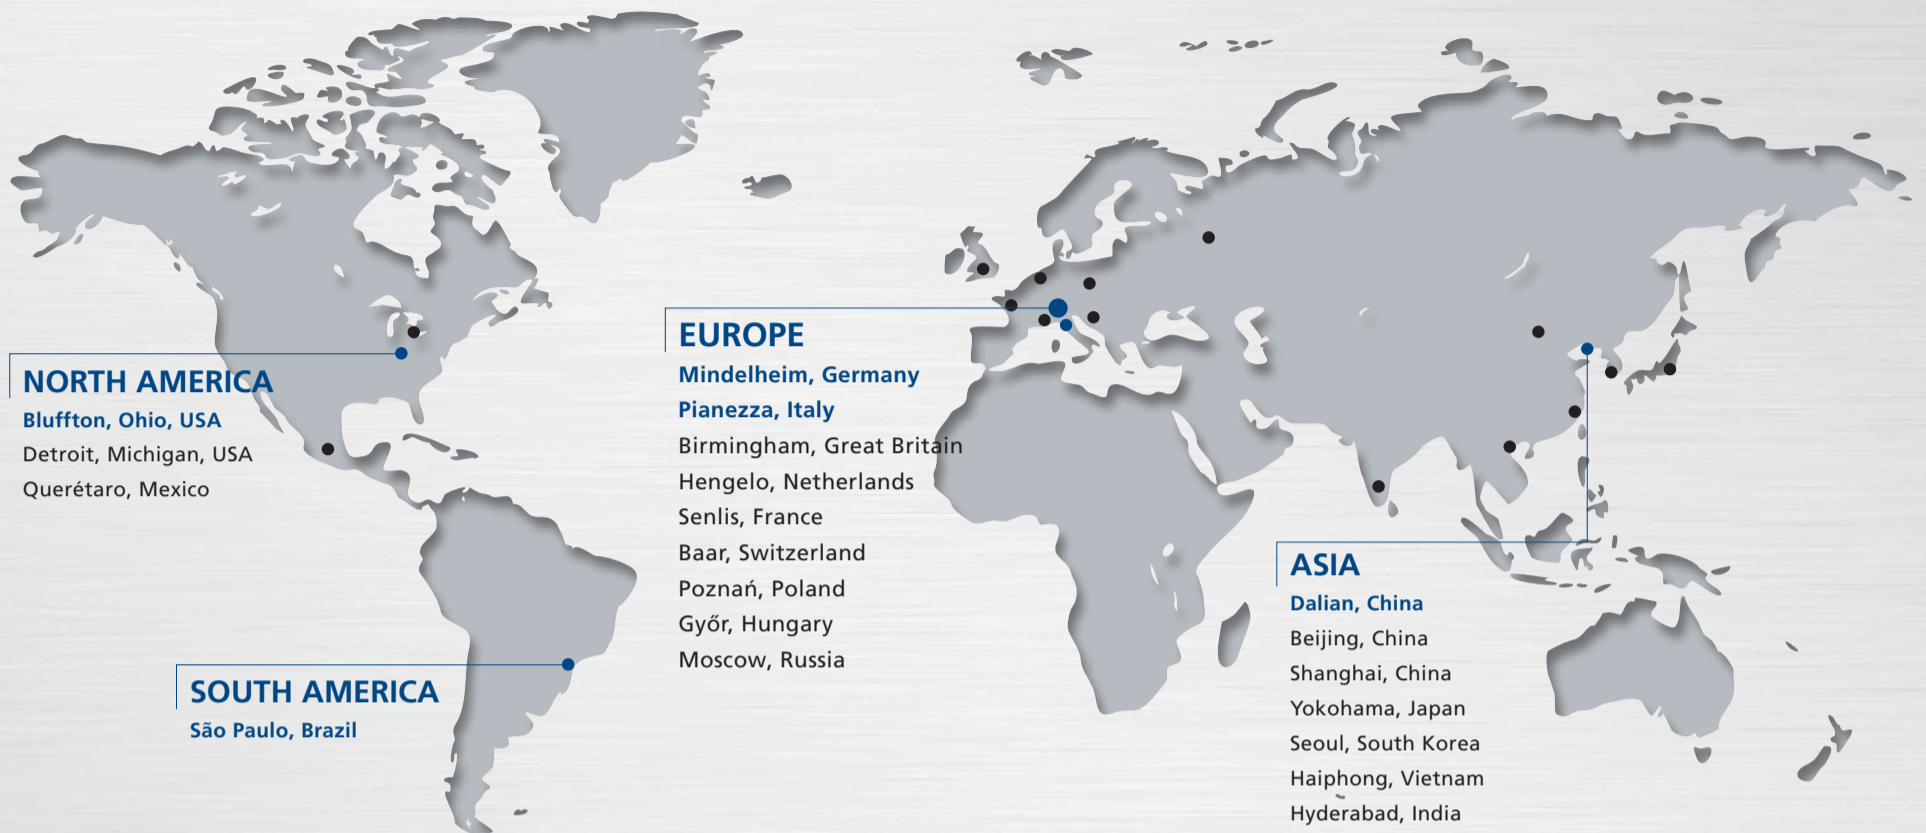 NORTH AMERICA
Bluffton, Ohio, USA
Detroit, Michigan, USA
Querétaro, Mexico
SOUTH AMERICA
São Paulo, Brazil
EUROPE
Mindelheim, Germany
Pianezza, Italy
Birmingham, Great Britain
Hengelo, Netherlands
Senlis, France
Baar, Switzerland
Poznań, Poland
Győr, Hungary
Moscow, Russia
ASIA
Dalian, China
Beijing, China
Shanghai, China
Yokohama, Japan
Seoul, South Korea
Haiphong, Vietnam
Hyderabad, India